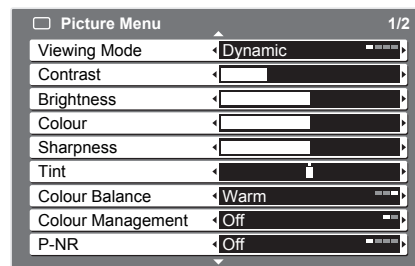 Picture Menu 1/2
Viewing Mode Dynamic
Contrast
Brightness
Colour
Sharpness
Tint
Colour Balance Warm
Colour Management Off
P-NR Off